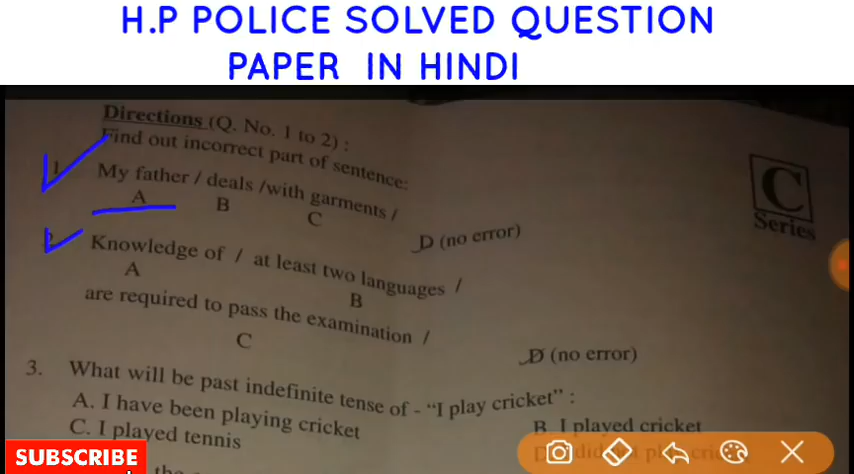 H.P POLICE SOLVED QUESTION
PAPER IN HINDI
Directions (Q. No. 1 to 2) :
Find out incorrect part of sentence:
1. My father / deals /with garments /
A B C
D (no error)
C
Series
Knowledge of / at least two languages /
A B
are required to pass the examination /
C
D (no error)
3. What will be past indefinite tense of - “I play cricket” :
A. I have been playing cricket
B. I played cricket
C. I played tennis
SUBSCRIBE